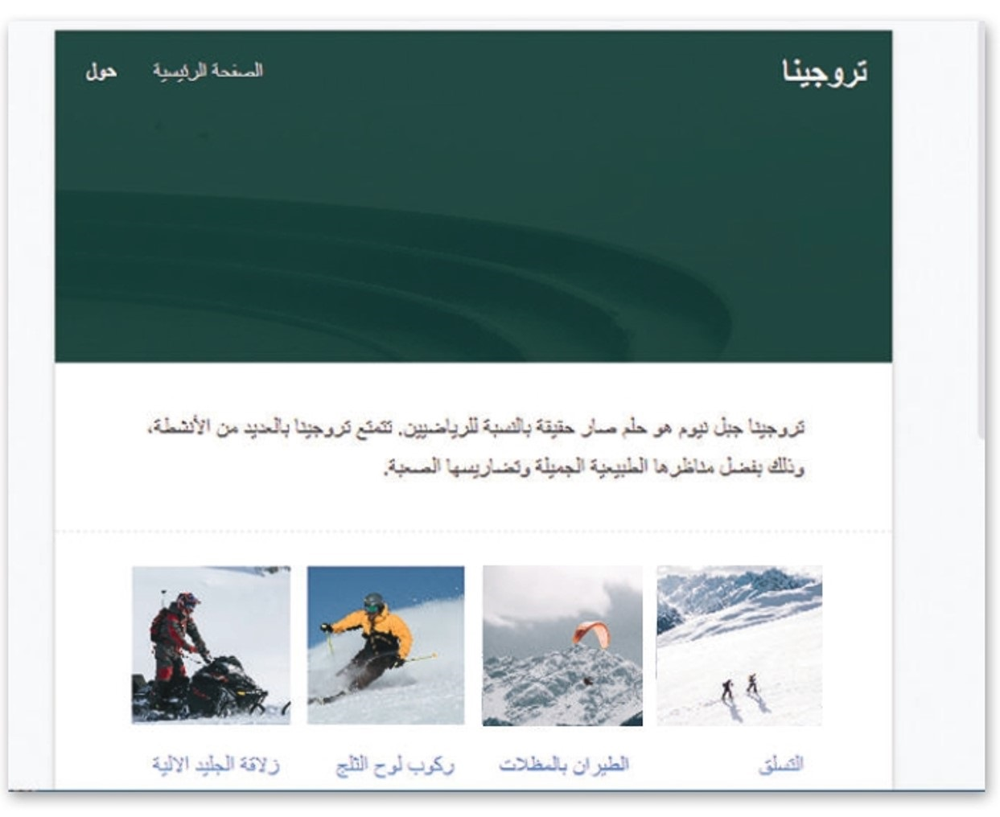 تروجينا
الصفحة الرئيسية
حول
تروجينا جبل نيوم هو حلم صار حقيقة بالنسبة للرياضيين. تتمتع تروجينا بالعديد من الأنشطة،
وذلك بفضل مناظرها الطبيعية الجميلة وتضاريسها الصعبة.
التسلق
الطيران بالمظلات
ركوب لوح الثلج
زلاقة الجليد الالية